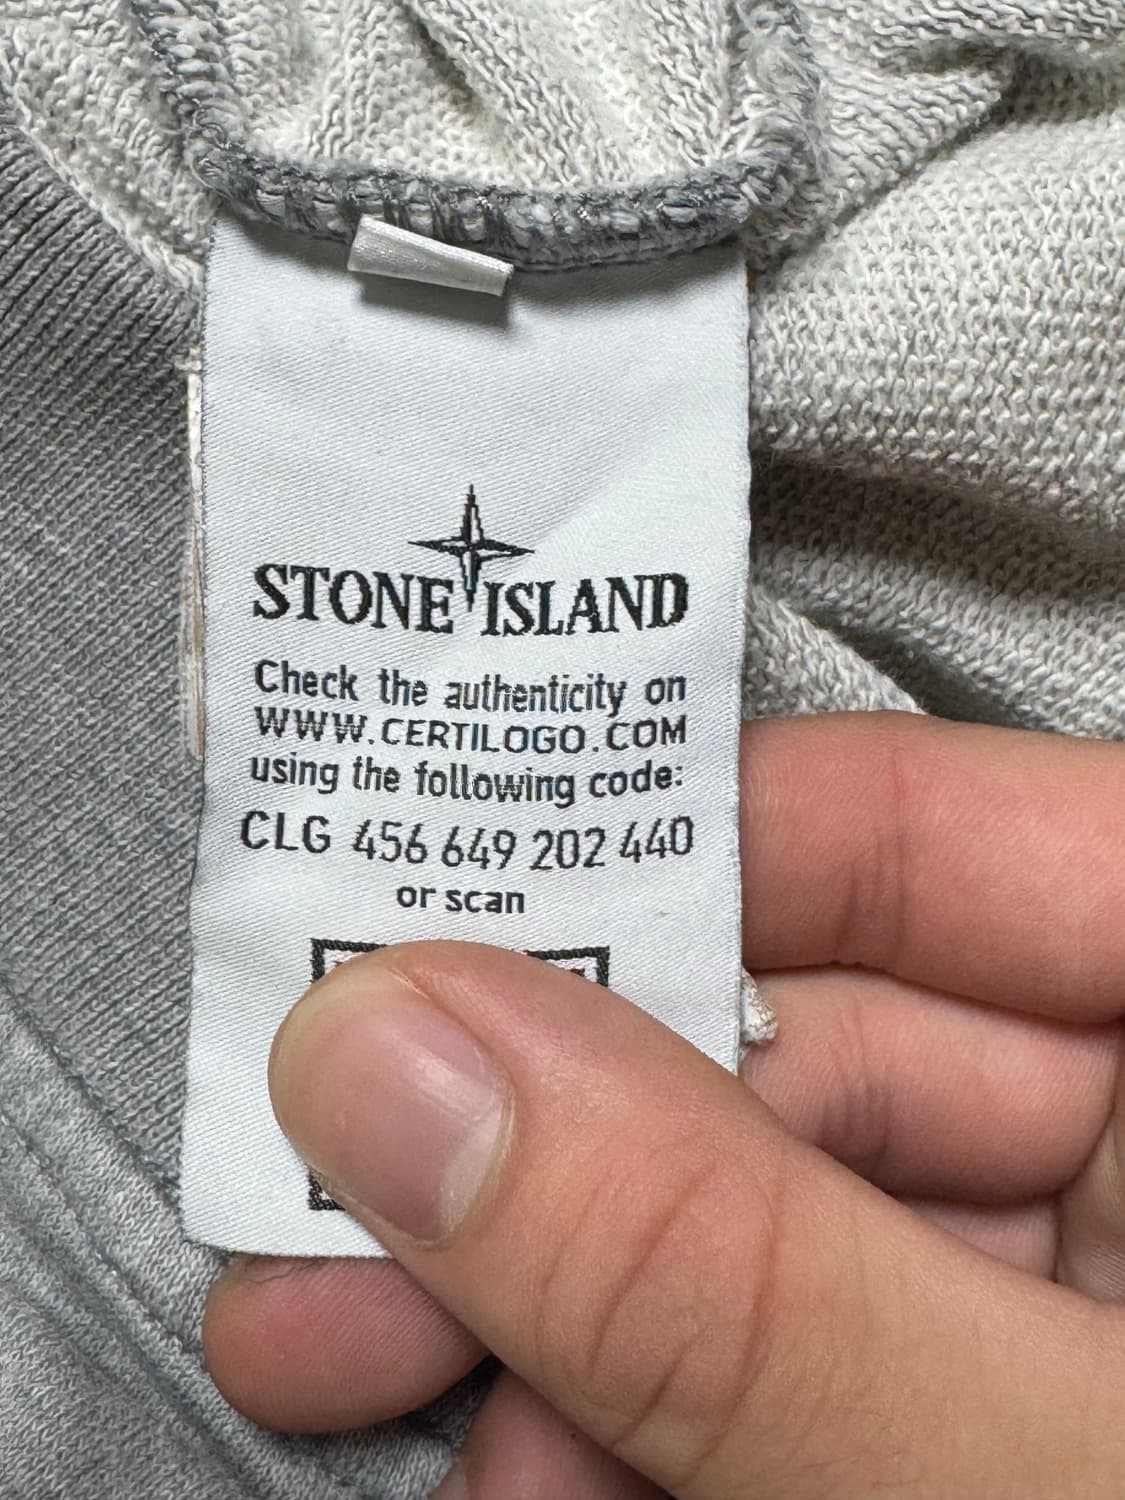 STONE ISLAND
Check the authenticity on
WWW.CERTILOGO.COM
using the following code:
CLG 456 649 202 440
or scan